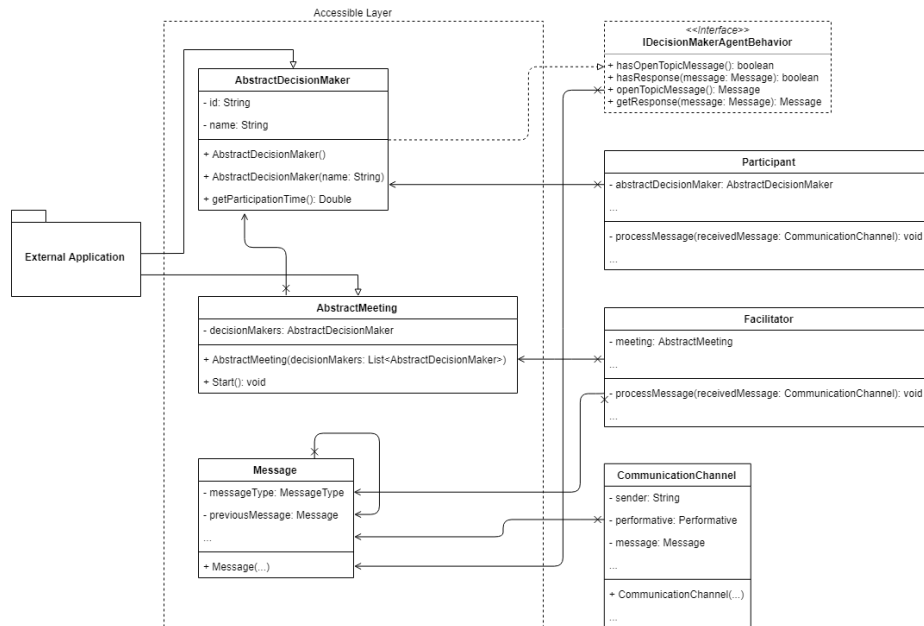 Accessible Layer
<<Interface>>
IDecisionMakerAgentBehavior
+ hasOpenTopicMessage(): boolean
+ hasResponse(message: Message): boolean
+ openTopicMessage(): Message
+ getResponse(message: Message): Message
AbstractDecisionMaker
- id: String
- name: String
+ AbstractDecisionMaker()
+ AbstractDecisionMaker(name: String)
+ getParticipationTime(): Double
Participant
- abstractDecisionMaker: AbstractDecisionMaker
...
- processMessage(receivedMessage: CommunicationChannel): void
...
External Application
AbstractMeeting
- decisionMakers: AbstractDecisionMaker
+ AbstractMeeting(decisionMakers: List<AbstractDecisionMaker>)
+ Start(): void
Facilitator
- meeting: AbstractMeeting
...
- processMessage(receivedMessage: CommunicationChannel): void
...
Message
- messageType: MessageType
- previousMessage: Message
...
+ Message(...)
CommunicationChannel
- sender: String
- performative: Performative
- message: Message
...
+ CommunicationChannel(...)
...